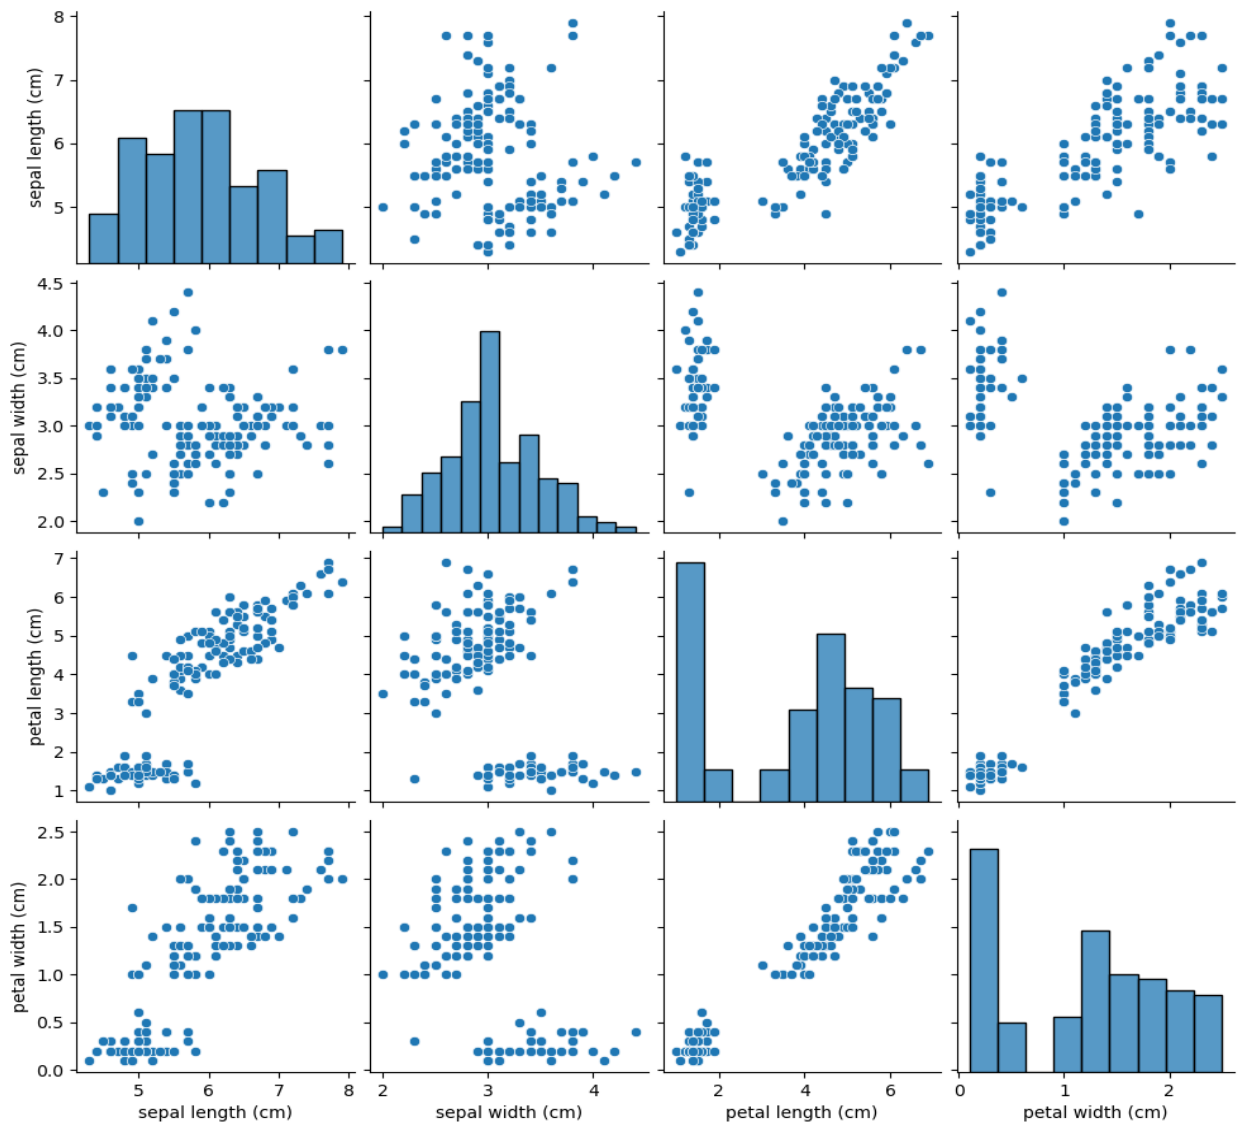 8
7
6
5
sepal length (cm)
4.5
4.0
3.5
3.0
2.5
2.0
sepal width (cm)
7
6
5
4
3
2
1
petal length (cm)
2.5
2.0
1.5
1.0
0.5
0.0
petal width (cm)
5 6 7 8
2 3 4
2 4 6
0 1 2
sepal length (cm)
sepal width (cm)
petal length (cm)
petal width (cm)